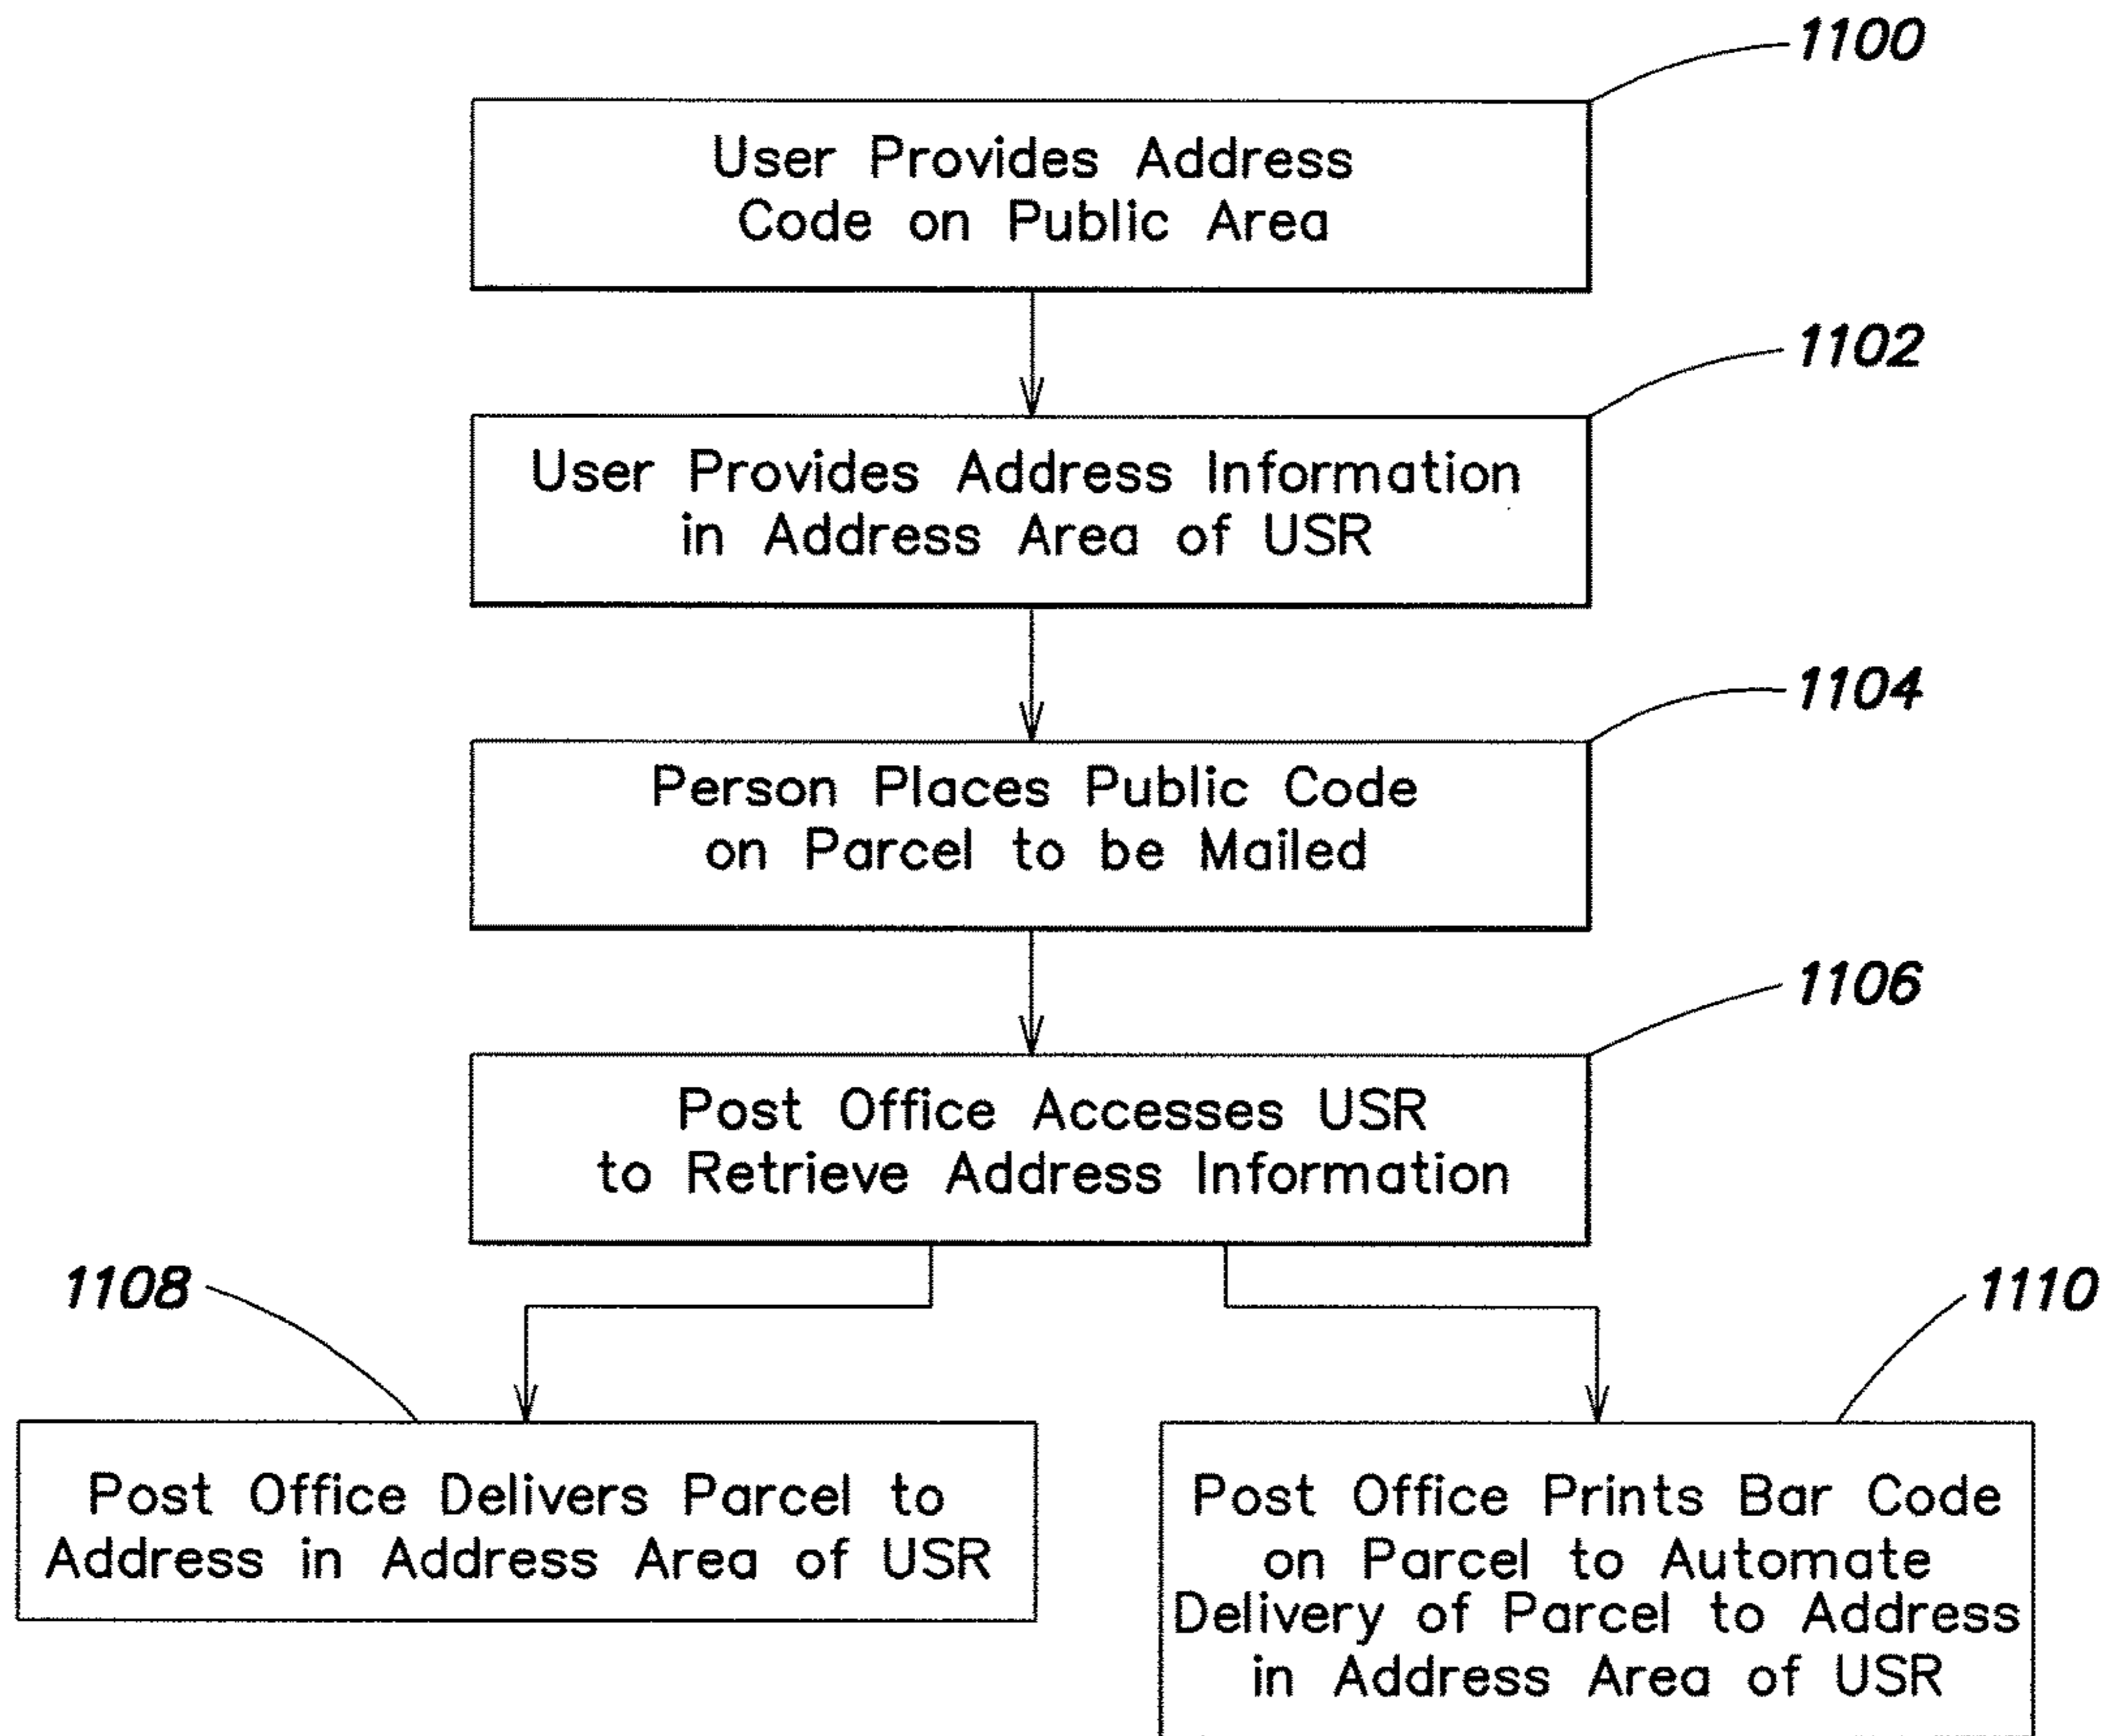 1100
User Provides Address
Code on Public Area
1102
User Provides Address Information
in Address Area of USR
1104
Person Places Public Code
on Parcel to be Mailed
1106
Post Office Accesses USR
to Retrieve Address Information
1108
1110
Post Office Delivers Parcel to
Address in Address Area of USR
Post Office Prints Bar Code
on Parcel to Automate
Delivery of Parcel to Address
in Address Area of USR